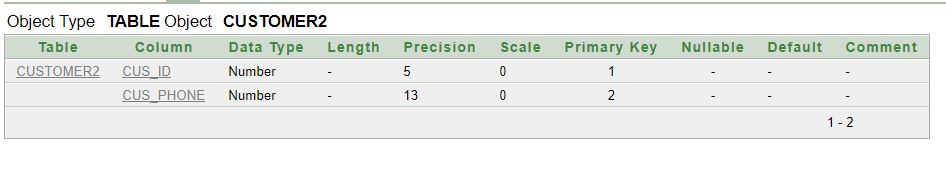 Object Type TABLE Object CUSTOMER2
Table Column Data Type Length Precision Scale Primary Key Nullable Default Comment
CUSTOMER2 CUS_ID Number - 5 0 1 - - -
CUS_PHONE Number - 13 0 2 - - -
1 - 2